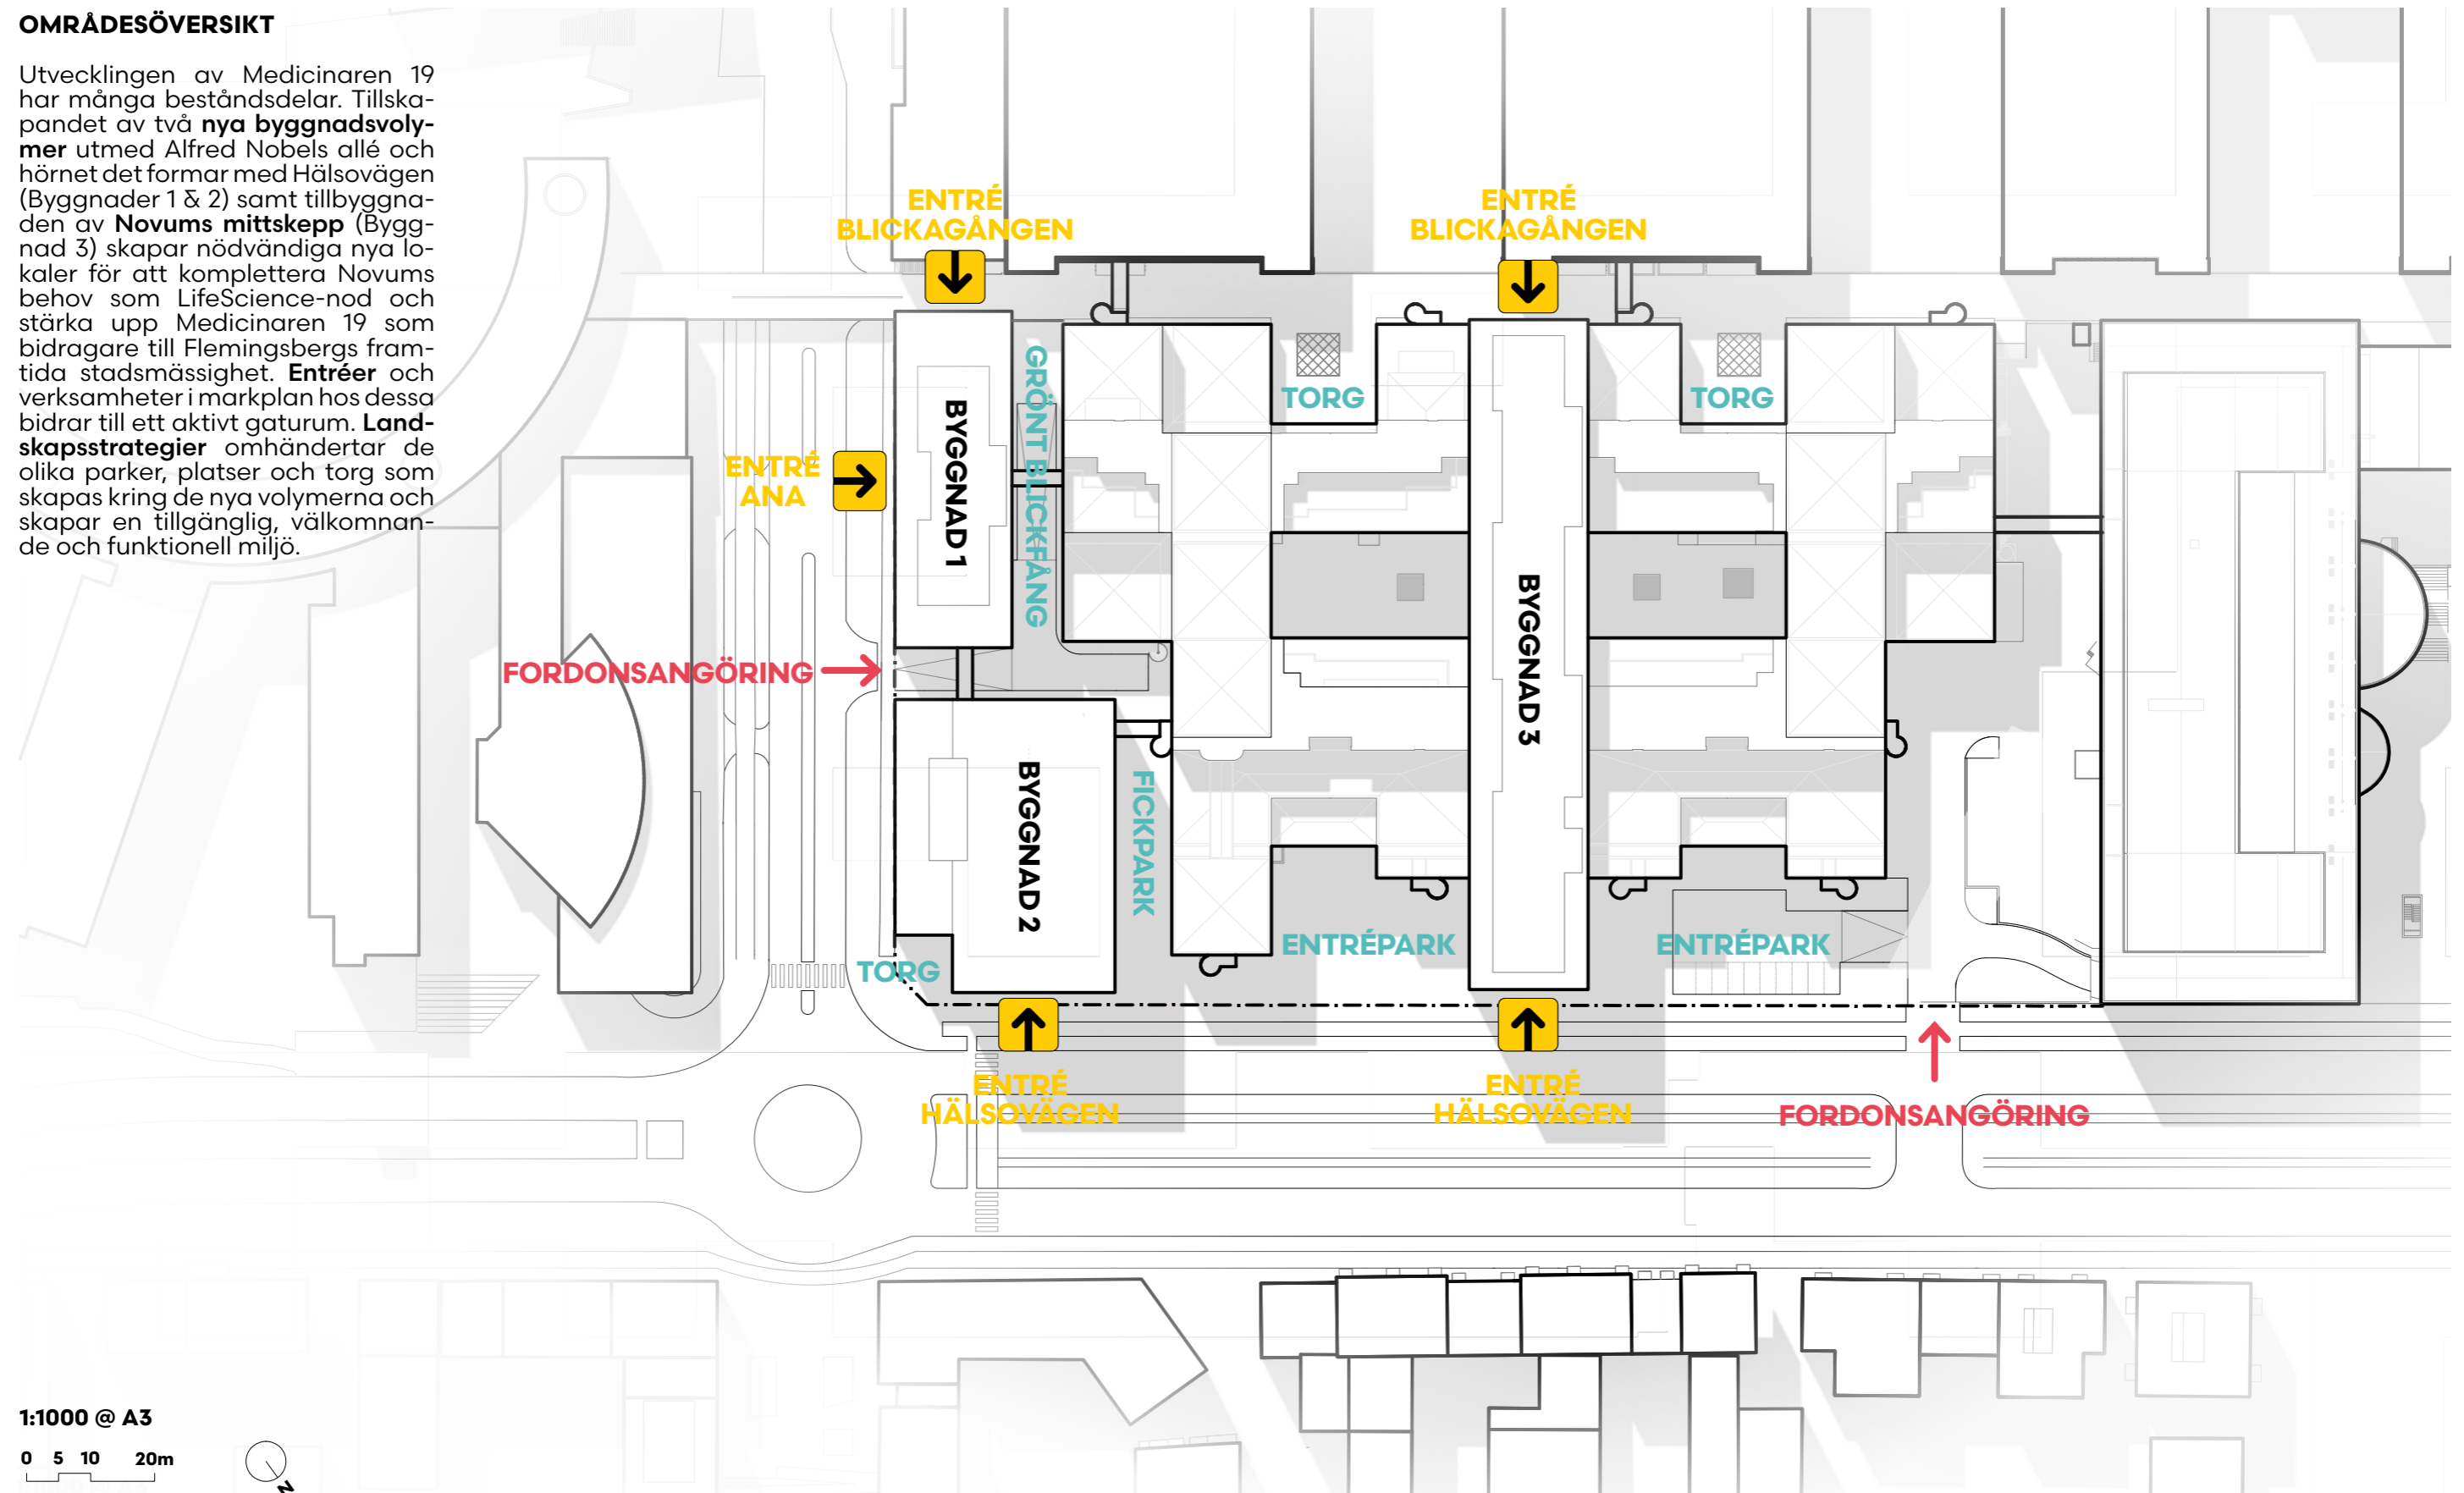 OMRÅDESÖVERSIKT
Utvecklingen av Medicinaren 19
har många beståndsdelar. Tillska-
pandet av två nya byggnadsvoly-
mer utmed Alfred Nobels allé och
hörnet det formar med Hälsovägen
(Byggnader 1 & 2) samt tillbyggna-
den av Novums mittskepp (Bygg-
nad 3) skapar nödvändiga nya lo-
kaler för att komplettera Novums
behov som LifeScience-nod och
stärka upp Medicinaren 19 som
bidragare till Flemingsbergs fram-
tida stadsmässighet. Entréer och
verksamheter i markplan hos dessa
bidrar till ett aktivt gaturum. Land-
skapsstrategier omhändertar de
olika parker, platser och torg som
skapas kring de nya volymerna och
skapar en tillgänglig, välkomnan-
de och funktionell miljö.
ENTRÉ
BLICKAGÅNGEN
ENTRÉ
BLICKAGÅNGEN
GRÖNT BLICKFÅNG
TORG
TORG
BYGGNAD 1
ENTRÉ
ANA
BYGGNAD 3
FORDONSANGÖRING
BYGGNAD 2
FICKPARK
ENTRÉPARK
ENTRÉPARK
TORG
ENTRÉ
HÄLSOVÄGEN
ENTRÉ
HÄLSOVÄGEN
FORDONSANGÖRING
1:1000 @ A3
0 5 10 20m
N